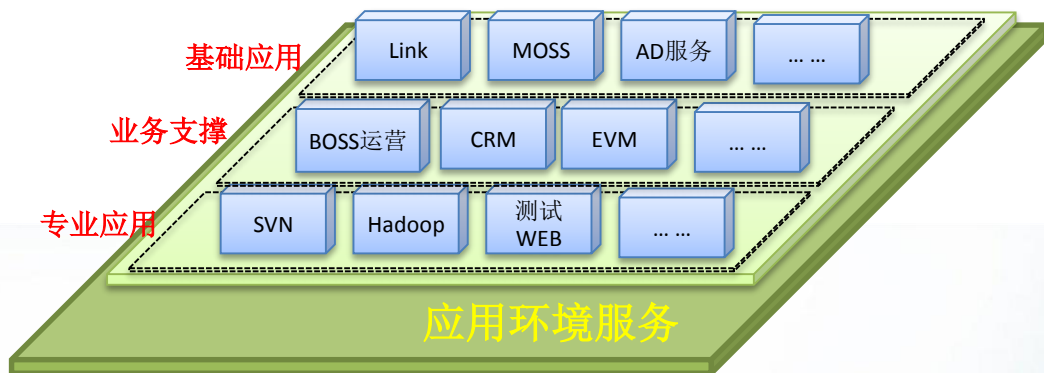 基础应用
Link
MOSS
AD服务
… …
业务支撑
BOSS运营
CRM
EVM
… …
专业应用
SVN
Hadoop
测试
WEB
… …
应用环境服务